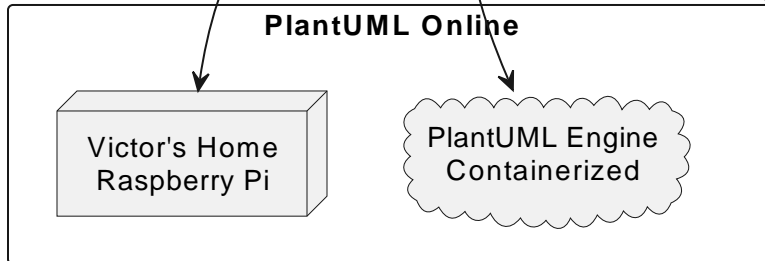 PlantUML Online
Victor's Home
Raspberry Pi
PlantUML Engine
Containerized